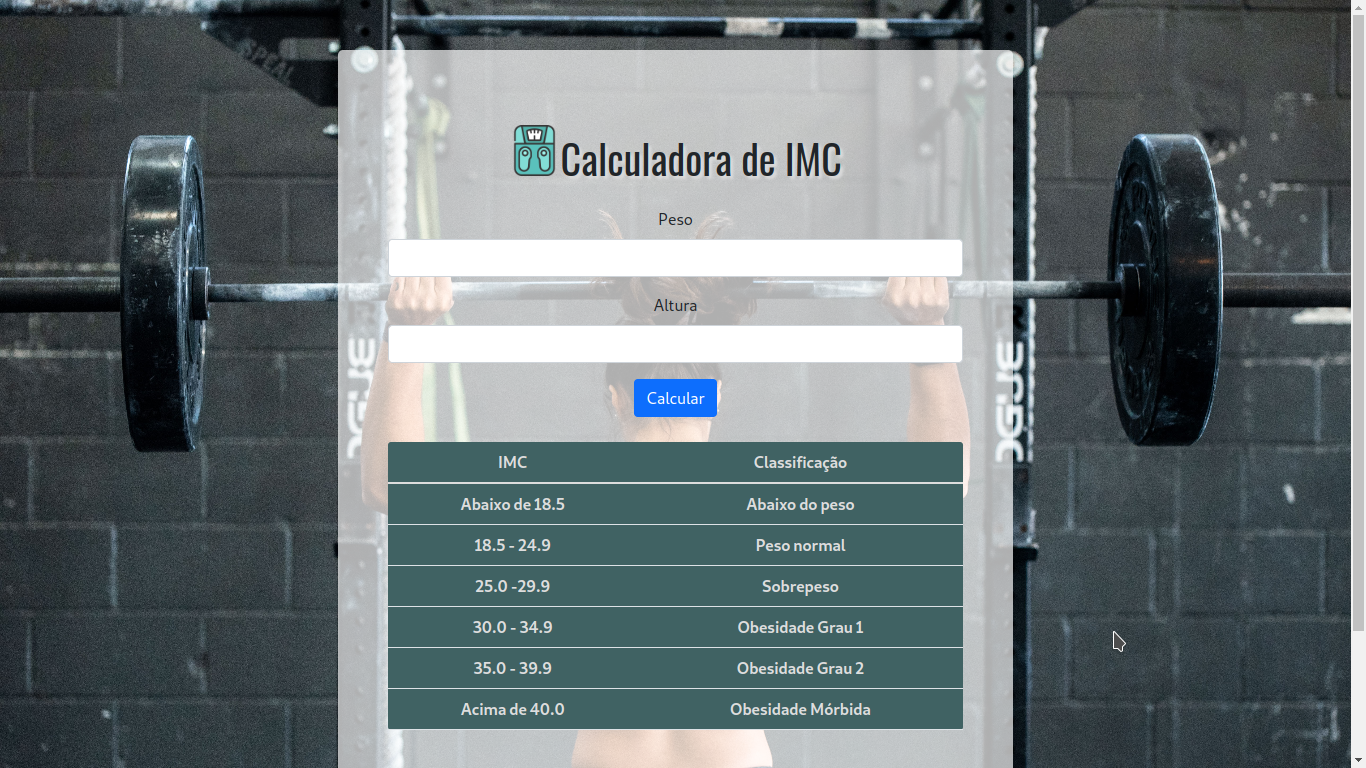 SPEAL
Calculadora de IMC
Peso
Altura
Calcular
IMC Classificação
Abaixo de 18.5 Abaixo do peso
18.5 - 24.9 Peso normal
25.0 -29.9 Sobrepeso
30.0 - 34.9 Obesidade Grau 1
35.0 - 39.9 Obesidade Grau 2
Acima de 40.0 Obesidade Mórbida